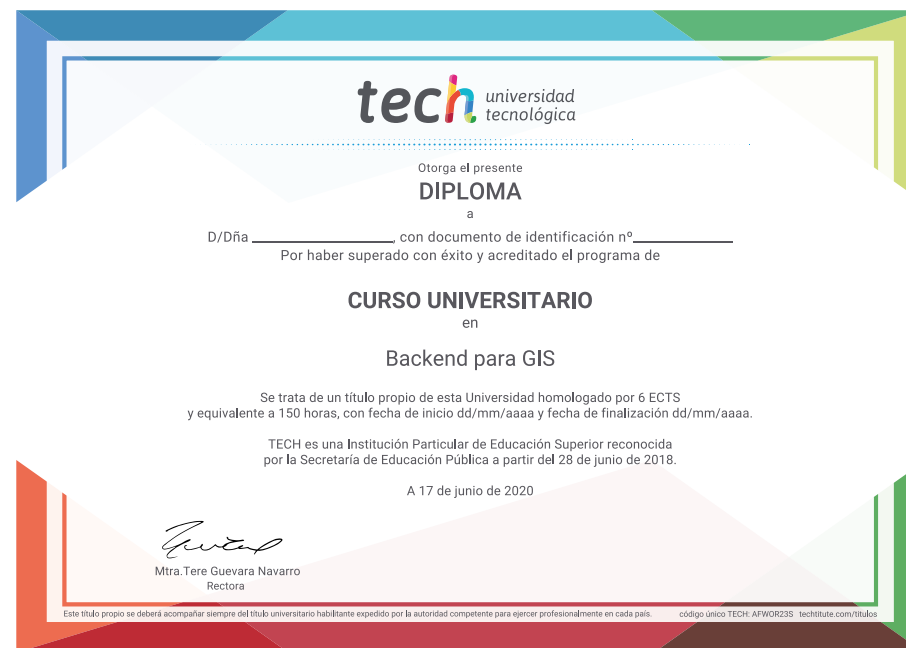 tech universidad
tecnológica
Otorga el presente
DIPLOMA
a
D/Dña ____________________, con documento de identificación nº______________
Por haber superado con éxito y acreditado el programa de
CURSO UNIVERSITARIO
en
Backend para GIS
Se trata de un título propio de esta Universidad homologado por 6 ECTS
y equivalente a 150 horas, con fecha de inicio dd/mm/aaaa y fecha de finalización dd/mm/aaaa.
TECH es una Institución Particular de Educación Superior reconocida
por la Secretaría de Educación Pública a partir del 28 de junio de 2018.
A 17 de junio de 2020
Mtra.Tere Guevara Navarro
Rectora
Este título propio se deberá acompañar siempre del título universitario habilitante expedido por la autoridad competente para ejercer profesionalmente en cada país. código único TECH: AFWOR23S techtitute.com/titulos